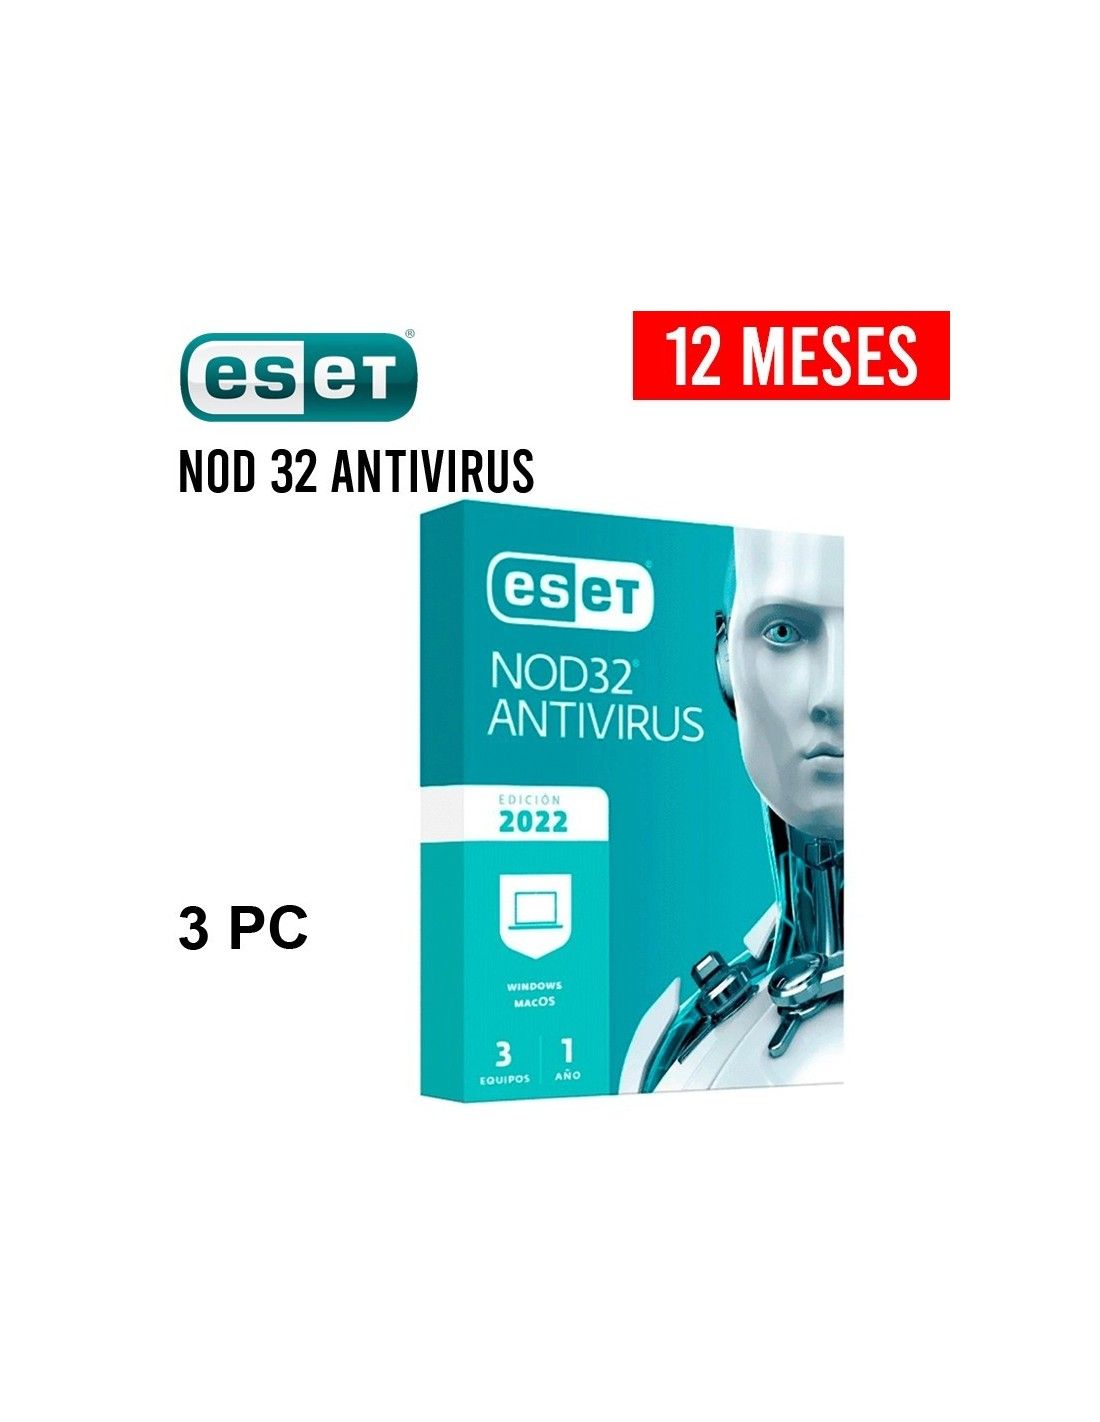 eset®
12 MESES
NOD 32 ANTIVIRUS
eset®
NOD32®
ANTIVIRUS
EDICIÓN
2022
3 PC
WINDOWS
MACOS
3 EQUIPOS
1 AÑO